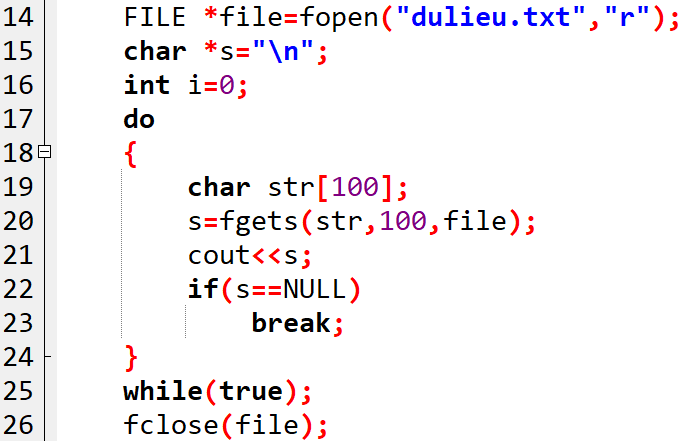 14 FILE *file=fopen("dulieu.txt","r");
15 char *s="\n";
16 int i=0;
17 do
18 {
19 char str[100];
20 s=fgets(str,100,file);
21 cout<<s;
22 if(s==NULL)
23 break;
24 }
25 while(true);
26 fclose(file);